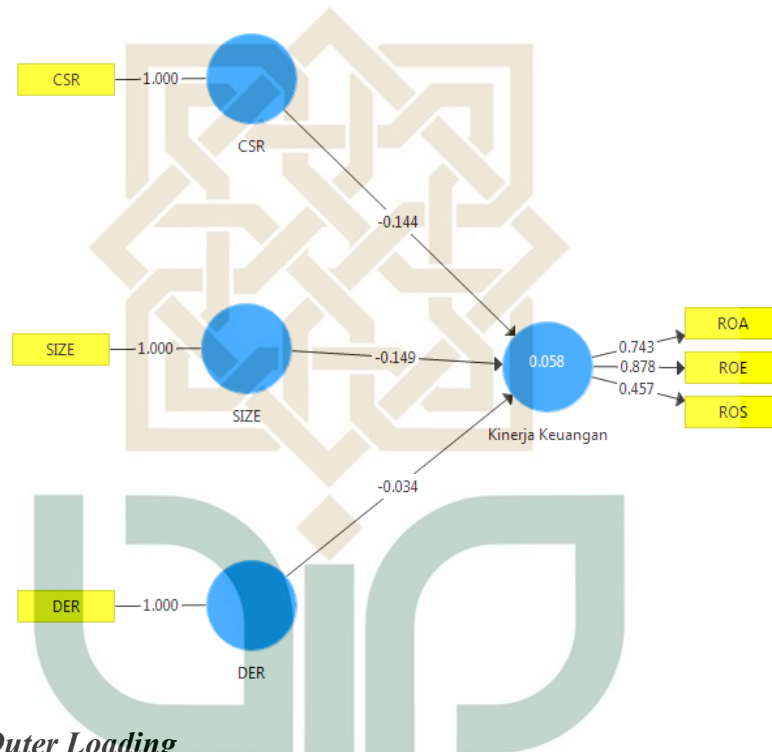 CSR
1.000
CSR
-0.144
SIZE
1.000
SIZE
-0.149
0.058
Kinerja Keuangan
0.743
ROA
0.878
ROE
0.457
ROS
-0.034
DER
1.000
DER
Outer Loading